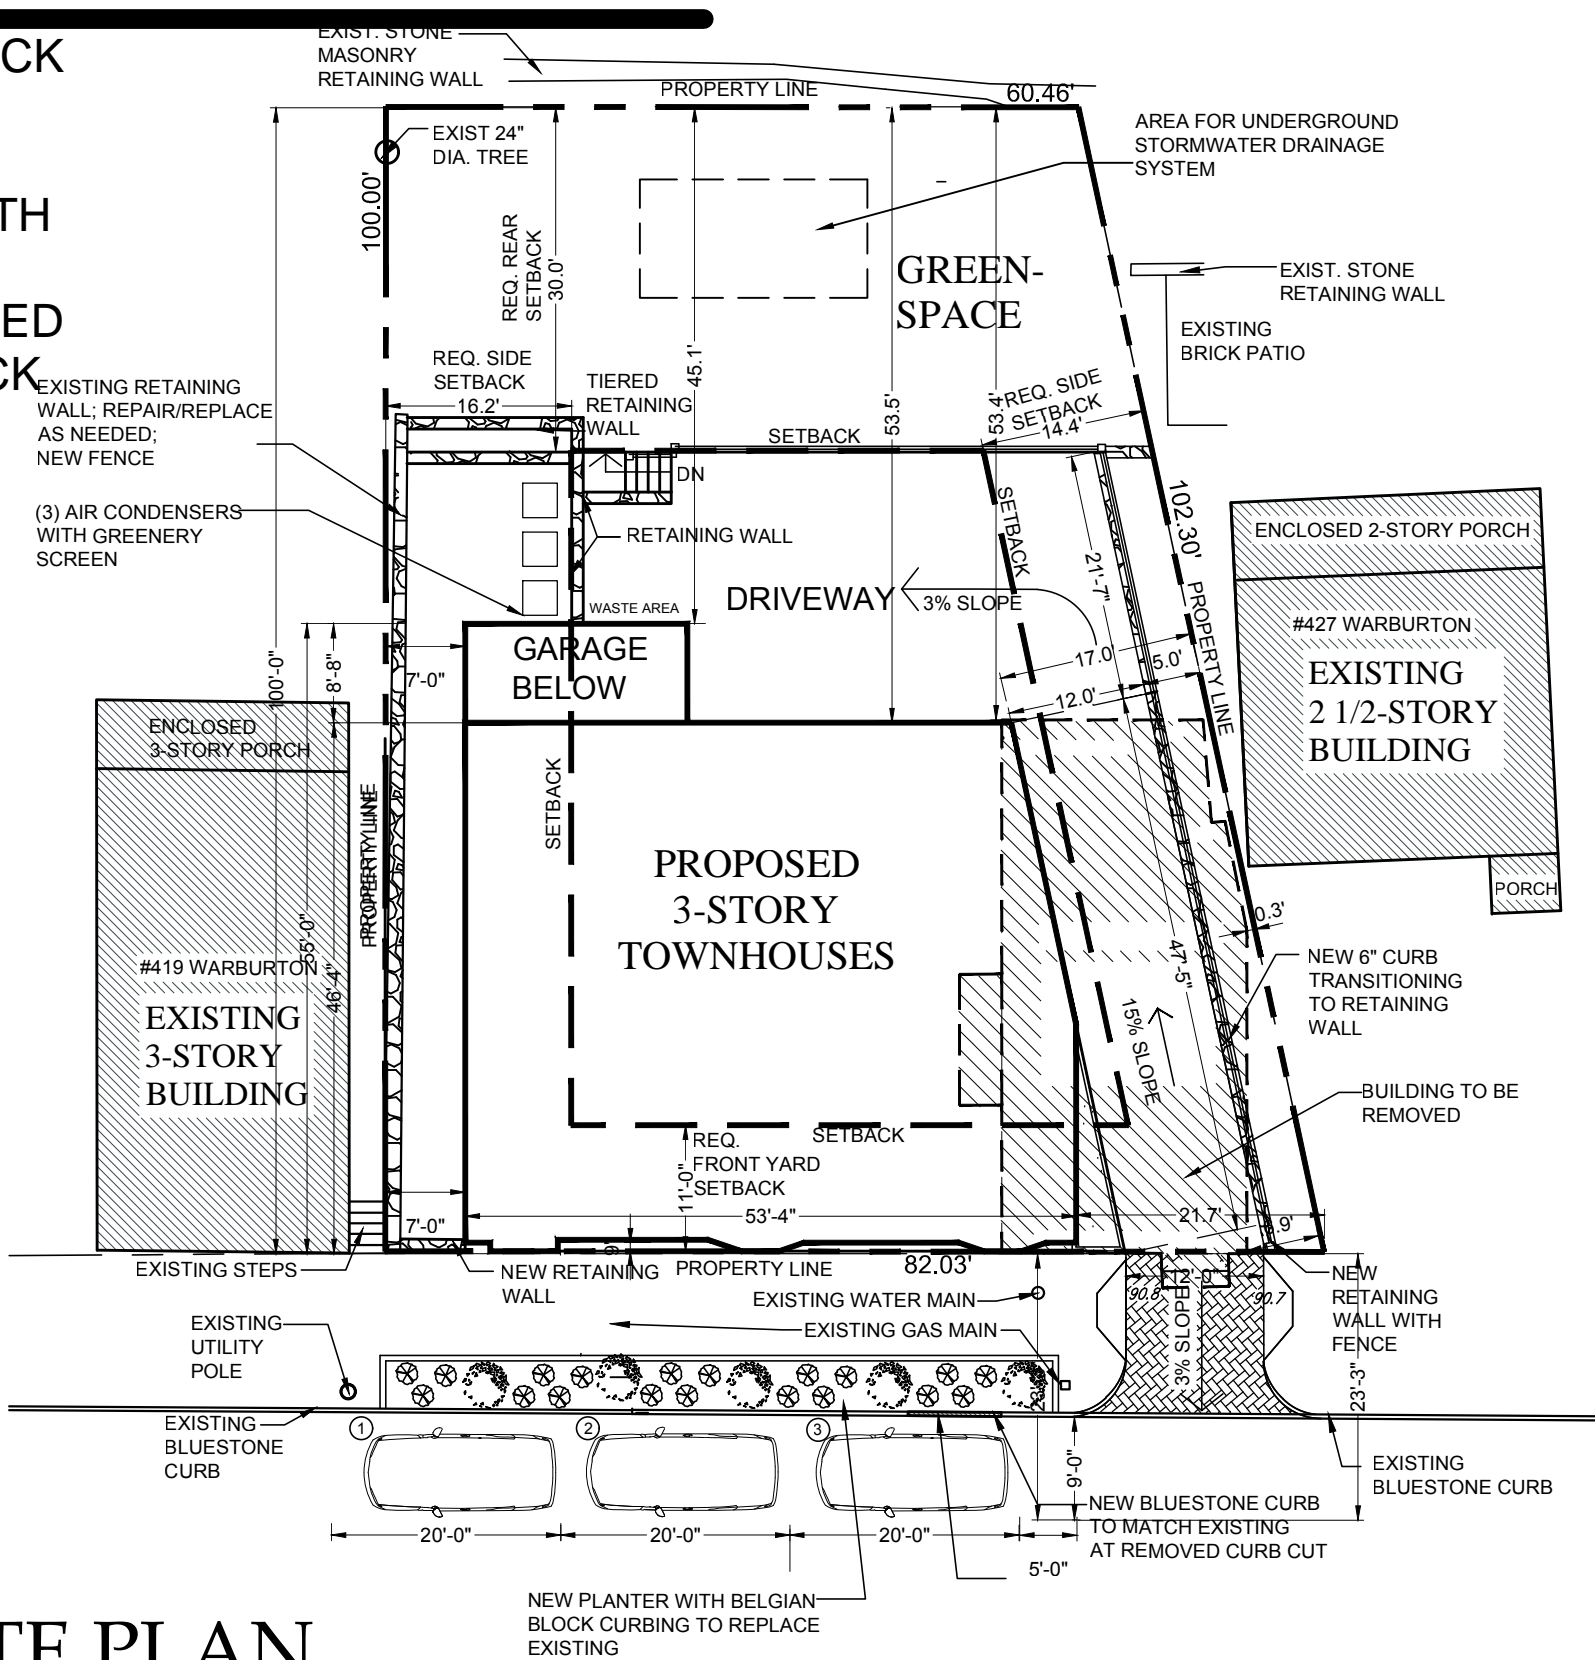 CK
TH
ED
CK
EXIST. STONE
MASONRY
RETAINING WALL
PROPERTY LINE
60.46'
EXIST 24"
DIA. TREE
AREA FOR UNDERGROUND
STORMWATER DRAINAGE
SYSTEM
100.00'
REQ. REAR
SETBACK
30.0'
GREEN-
SPACE
EXIST. STONE
RETAINING WALL
EXISTING
BRICK PATIO
REQ. SIDE
SETBACK
16.2'
TIERED
RETAINING
WALL
45.1'
53.5'
53.4'
REQ. SIDE
SETBACK
14.4'
EXISTING RETAINING
WALL; REPAIR/REPLACE
AS NEEDED;
NEW FENCE
SETBACK
DN
(3) AIR CONDENSERS
WITH GREENERY
SCREEN
RETAINING WALL
SETBACK
102.30'
PROPERTY LINE
ENCLOSED 2-STORY PORCH
#427 WARBURTON
EXISTING
2 1/2-STORY
BUILDING
PORCH
WASTE AREA
DRIVEWAY
3% SLOPE
21'-7"
17.0'
5.0'
12.0'
GARAGE
BELOW
7'-0"
8'-8"
100'-0"
ENCLOSED
3-STORY PORCH
PROPERTY LINE
PROPERTY LINE
SETBACK
PROPOSED
3-STORY
TOWNHOUSES
0.3'
47'-5"
NEW 6" CURB
TRANSITIONING
TO RETAINING
WALL
55'-0"
46'-4"
#419 WARBURTON
EXISTING
3-STORY
BUILDING
15% SLOPE
BUILDING TO BE
REMOVED
SETBACK
REQ.
FRONT YARD
SETBACK
11'-0"
7'-0"
53'-4"
21.7'
.9'
9"
EXISTING STEPS
NEW RETAINING
WALL
PROPERTY LINE
82.03'
12'-0"
90.8
90.7
3% SLOPE
NEW
RETAINING
WALL WITH
FENCE
EXISTING WATER MAIN
EXISTING GAS MAIN
EXISTING
UTILITY
POLE
23'-3"
EXISTING
BLUESTONE
CURB
1
2
3
9'-0"
EXISTING
BLUESTONE CURB
NEW BLUESTONE CURB
TO MATCH EXISTING
AT REMOVED CURB CUT
20'-0"
20'-0"
20'-0"
5'-0"
NEW PLANTER WITH BELGIAN
BLOCK CURBING TO REPLACE
EXISTING
TE PLAN